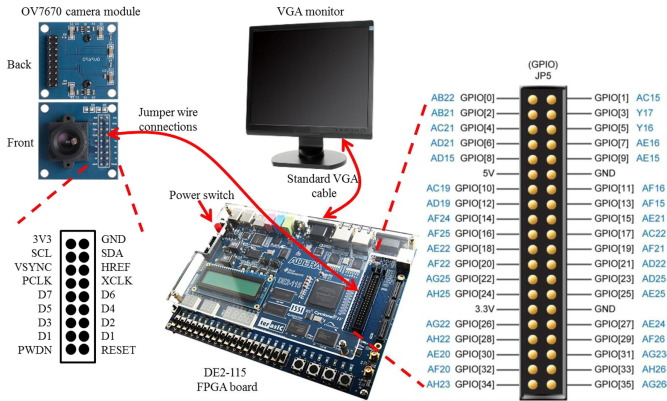 OV7670 camera module
Back
Front
Jumper wire
connections
VGA monitor
Standard VGA
cable
Power switch
3V3 GND
SCL SDA
VSYNC HREF
PCLK XCLK
D7 D6
D5 D4
D3 D2
D1 D1
PWDN RESET
ALTERA
DE2-115
terasIC
DE2-115
FPGA board
(GPIO)
JP5
AB22 GPIO[0] GPIO[1] AC15
AB21 GPIO[2] GPIO[3] Y17
AC21 GPIO[4] GPIO[5] Y16
AD21 GPIO[6] GPIO[7] AE16
AD15 GPIO[8] GPIO[9] AE15
5V GND
AC19 GPIO[10] GPIO[11] AF16
AD19 GPIO[12] GPIO[13] AF15
AF24 GPIO[14] GPIO[15] AE21
AF25 GPIO[16] GPIO[17] AC22
AE22 GPIO[18] GPIO[19] AF21
AF22 GPIO[20] GPIO[21] AD22
AG25 GPIO[22] GPIO[23] AD25
AH25 GPIO[24] GPIO[25] AE25
3.3V GND
AG22 GPIO[26] GPIO[27] AE24
AH22 GPIO[28] GPIO[29] AF26
AE20 GPIO[30] GPIO[31] AG23
AF20 GPIO[32] GPIO[33] AH26
AH23 GPIO[34] GPIO[35] AG26